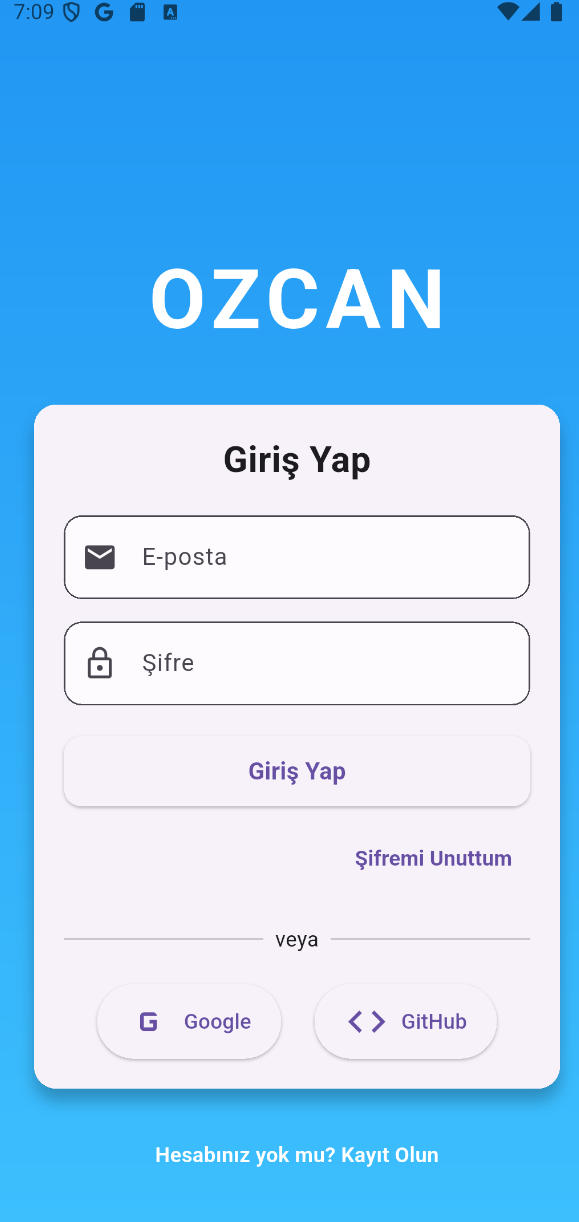 7:09
OZCAN
Giriş Yap
E-posta
Şifre
Giriş Yap
Şifremi Unuttum
veya
Google
GitHub
Hesabınız yok mu? Kayıt Olun